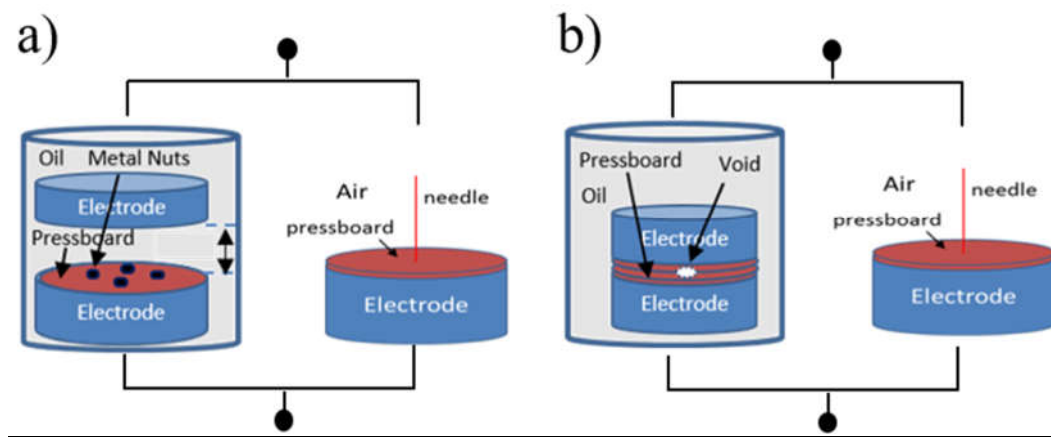 a)
Oil Metal Nuts
Electrode
Pressboard
Electrode
Air
needle
pressboard
Electrode
b)
Pressboard Void
Oil
Electrode
Electrode
Air
needle
pressboard
Electrode